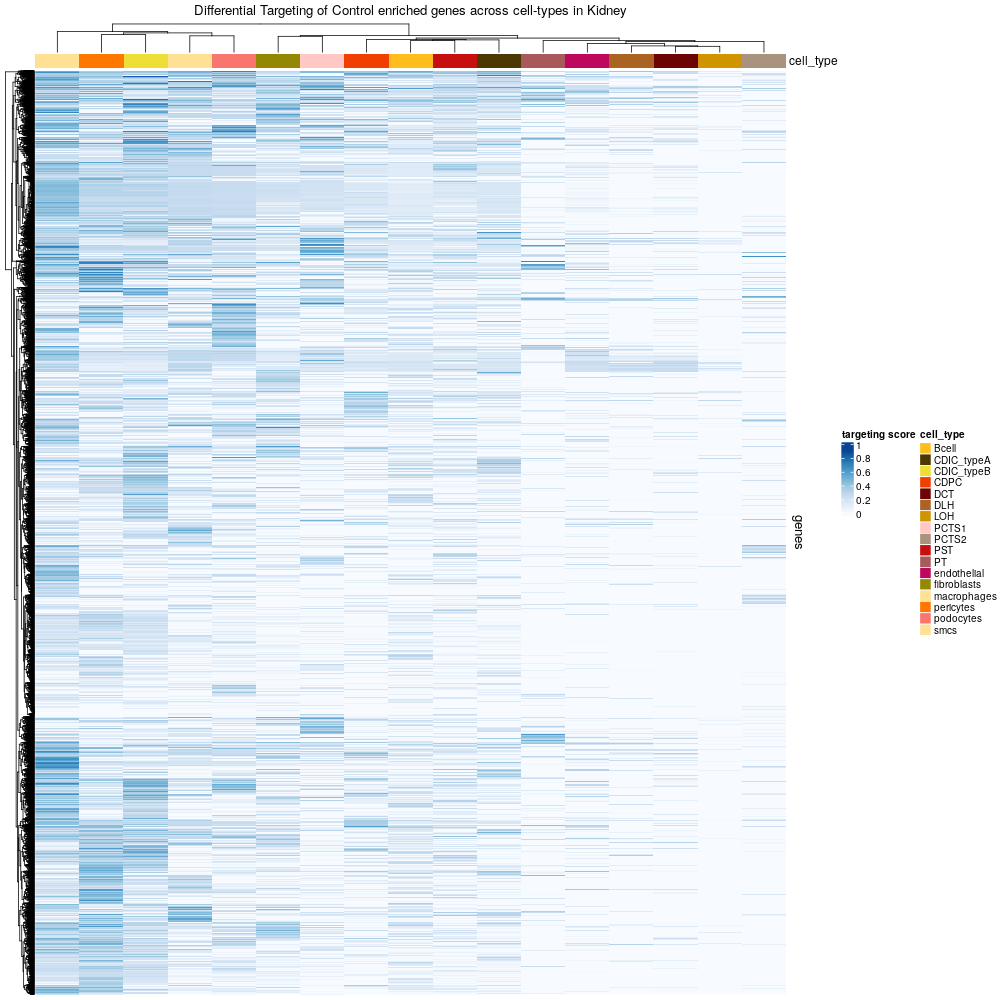 Differential Targeting of Control enriched genes across cell-types in Kidney
cell_type
genes
targeting score
1
0.8
0.6
0.4
0.2
0
cell_type
Bcell
CDIC_typeA
CDIC_typeB
CDPC
DCT
DLH
LOH
PCTS1
PCTS2
PST
PT
endothelial
fibroblasts
macrophages
pericytes
podocytes
smcs